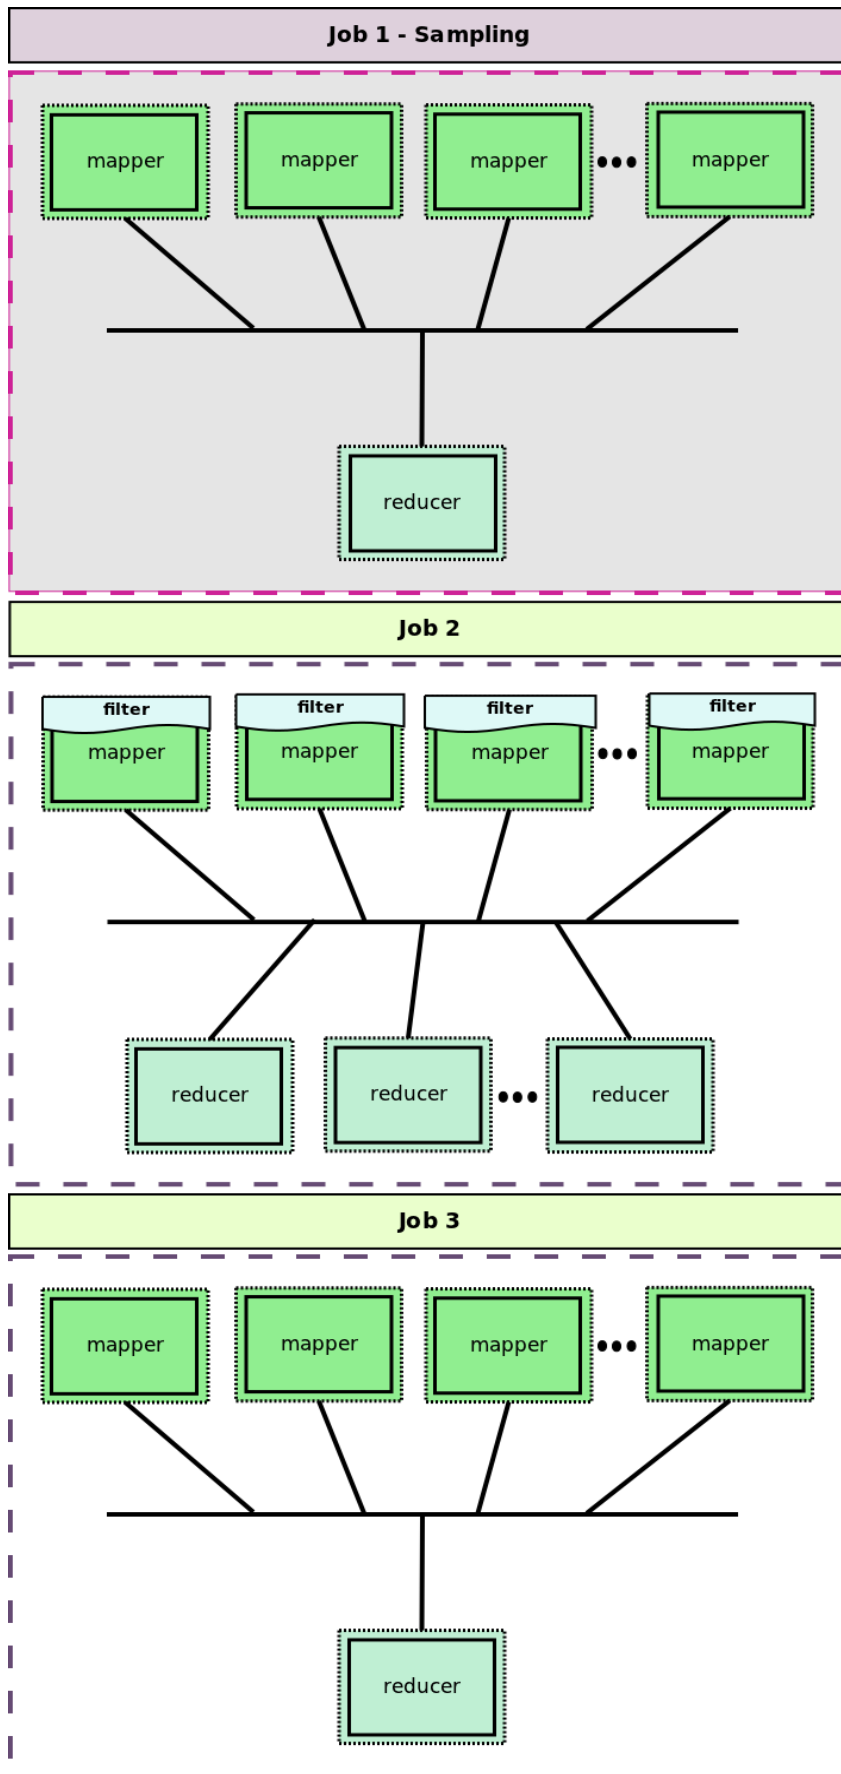 Job 1 - Sampling
mapper mapper mapper mapper
reducer
Job 2
filter filter filter filter
mapper mapper mapper mapper
reducer reducer reducer
Job 3
mapper mapper mapper mapper
reducer